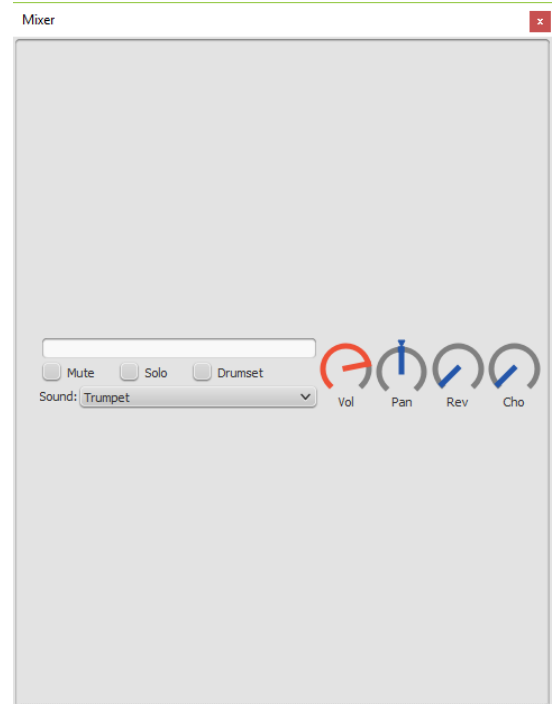 Mixer
x
Mute Solo Drumset
Sound: Trumpet
Vol Pan Rev Cho